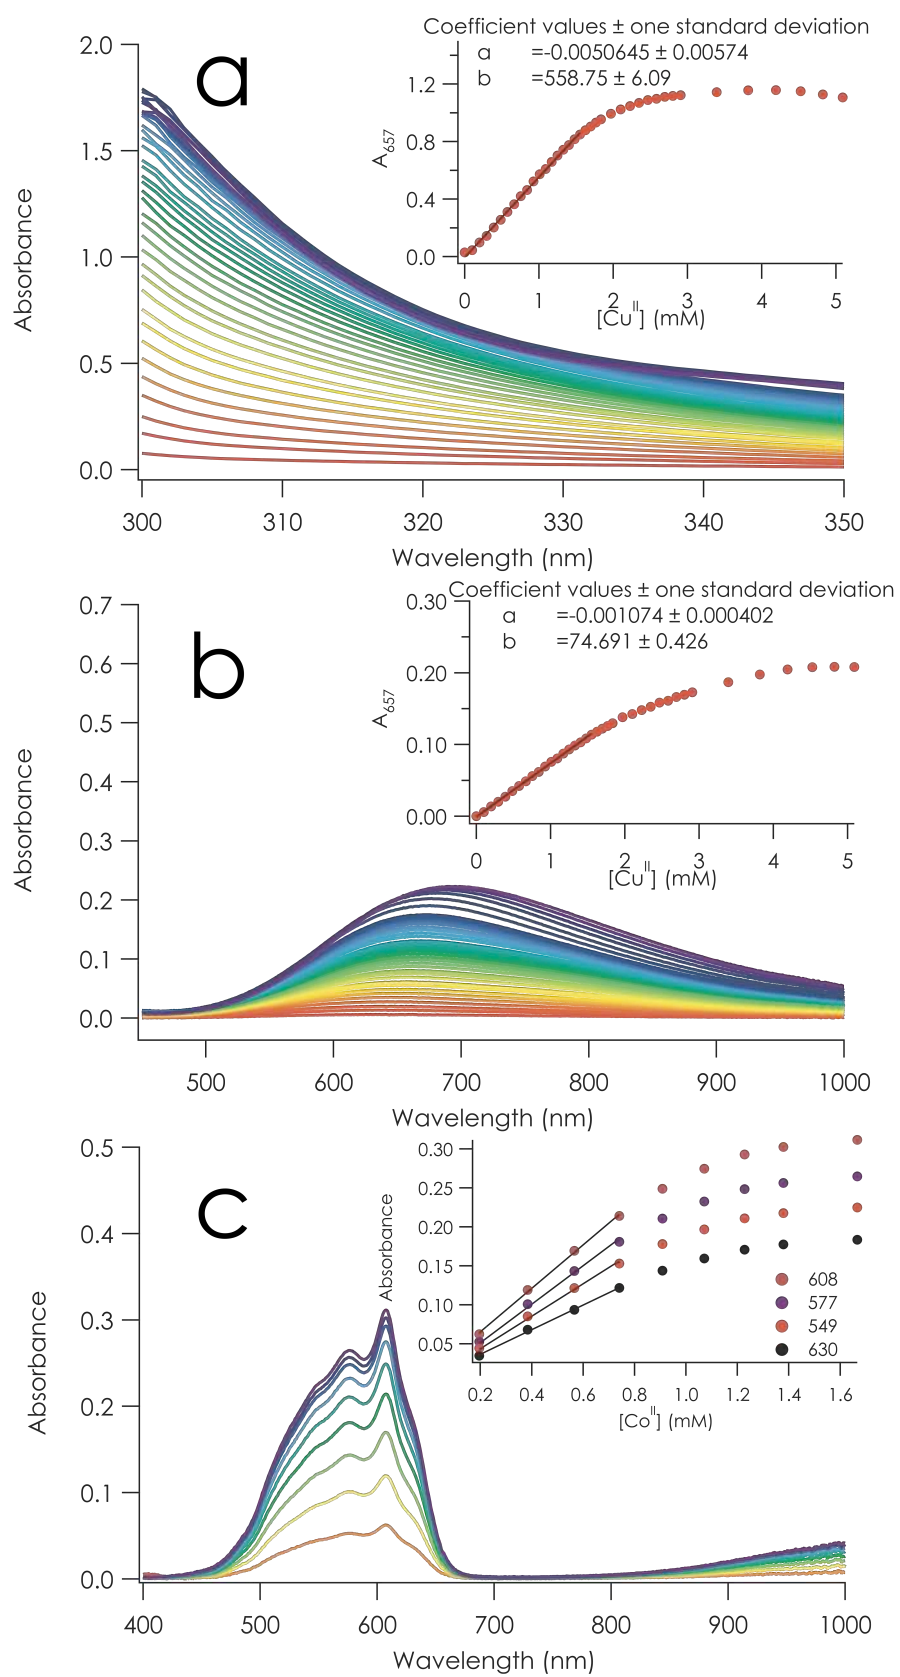 a
Coefficient values ± one standard deviation
a =-0.0050645 ± 0.00574
b =558.75 ± 6.09
A657
1.2
0.8
0.4
0.0
0 1 2 3 4 5
[CuII] (mM)
Absorbance
2.0
1.5
1.0
0.5
0.0
300 310 320 330 340 350
Wavelength (nm)
b
Coefficient values ± one standard deviation
a =-0.001074 ± 0.000402
b =74.691 ± 0.426
A657
0.30
0.20
0.10
0.00
0 1 2 3 4 5
[CuII] (mM)
Absorbance
0.7
0.6
0.5
0.4
0.3
0.2
0.1
0.0
500 600 700 800 900 1000
Wavelength (nm)
c
Absorbance
0.30
0.25
0.20
0.15
0.10
0.05
608
577
549
630
0.2 0.4 0.6 0.8 1.0 1.2 1.4 1.6
[CoII] (mM)
Absorbance
0.5
0.4
0.3
0.2
0.1
0.0
400 500 600 700 800 900 1000
Wavelength (nm)